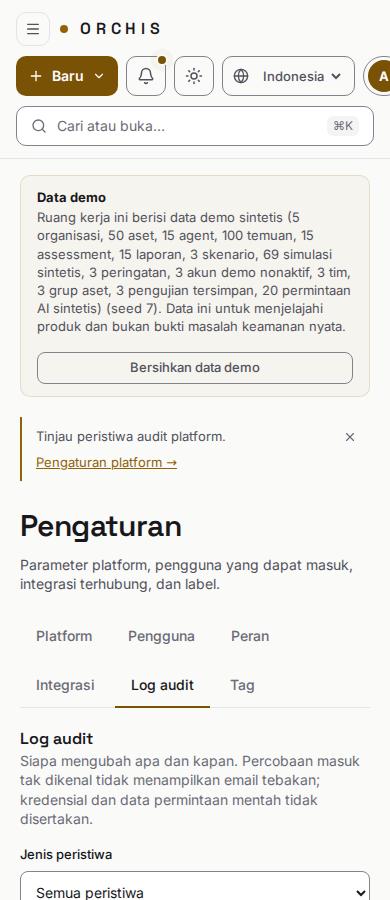 ORCHIS
Baru
Indonesia
A
Cari atau buka...
⌘K
Data demo
Ruang kerja ini berisi data demo sintetis (5
organisasi, 50 aset, 15 agent, 100 temuan, 15
assessment, 15 laporan, 3 skenario, 69 simulasi
sintetis, 3 peringatan, 3 akun demo nonaktif, 3 tim,
3 grup aset, 3 pengujian tersimpan, 20 permintaan
AI sintetis) (seed 7). Data ini untuk menjelajahi
produk dan bukan bukti masalah keamanan nyata.
Bersihkan data demo
Tinjau peristiwa audit platform.
Pengaturan platform →
Pengaturan
Parameter platform, pengguna yang dapat masuk,
integrasi terhubung, dan label.
Platform
Pengguna
Peran
Integrasi
Log audit
Tag
Log audit
Siapa mengubah apa dan kapan. Percobaan masuk
tak dikenal tidak menampilkan email tebakan;
kredensial dan data permintaan mentah tidak
disertakan.
Jenis peristiwa
Semua peristiwa